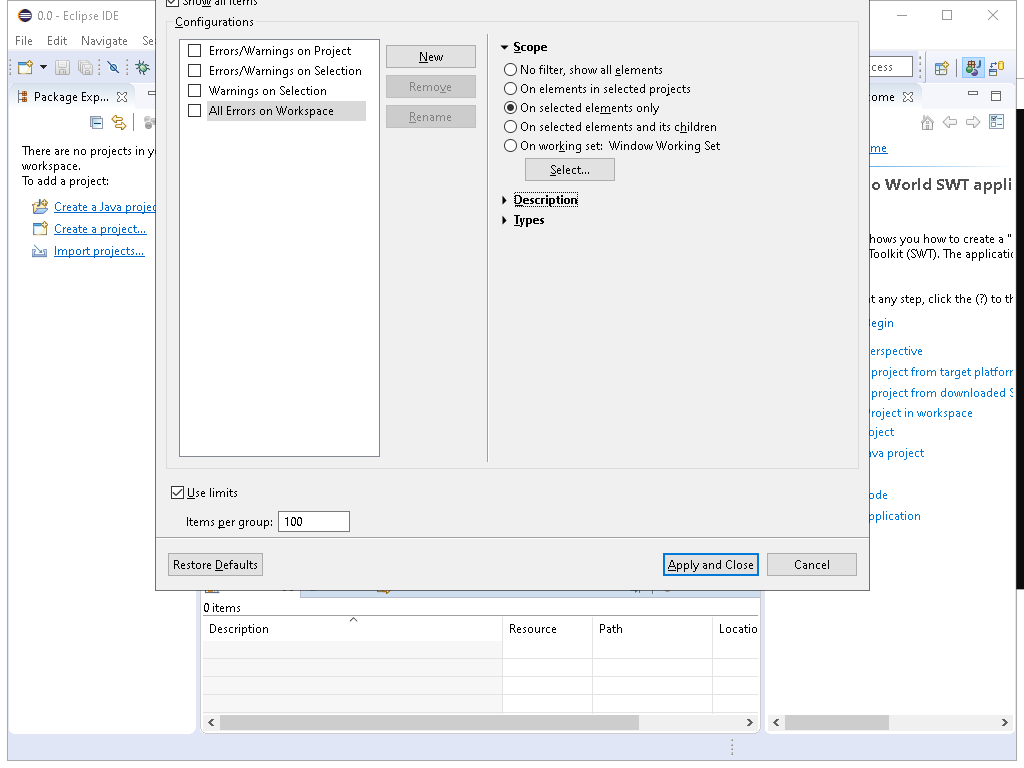 0.0 - Eclipse IDE
File Edit Navigate Se
Show all items
Configurations
Errors/Warnings on Project
Errors/Warnings on Selection
Warnings on Selection
All Errors on Workspace
New
Remove
Rename
Scope
No filter, show all elements
On elements in selected projects
On selected elements only
On selected elements and its children
On working set: Window Working Set
Select...
Description
Types
Use limits
Items per group: 100
Restore Defaults
Apply and Close
Cancel
Package Exp...
There are no projects in y
workspace.
To add a project:
Create a Java projec
Create a project...
Import projects...
cess
ome
me
o World SWT appli
hows you how to create a "
Toolkit (SWT). The applicatio
t any step, click the (?) to th
egin
erspective
project from target platforr
project from downloaded S
roject in workspace
oject
ava project
ode
pplication
0 items
Description Resource Path Locatio